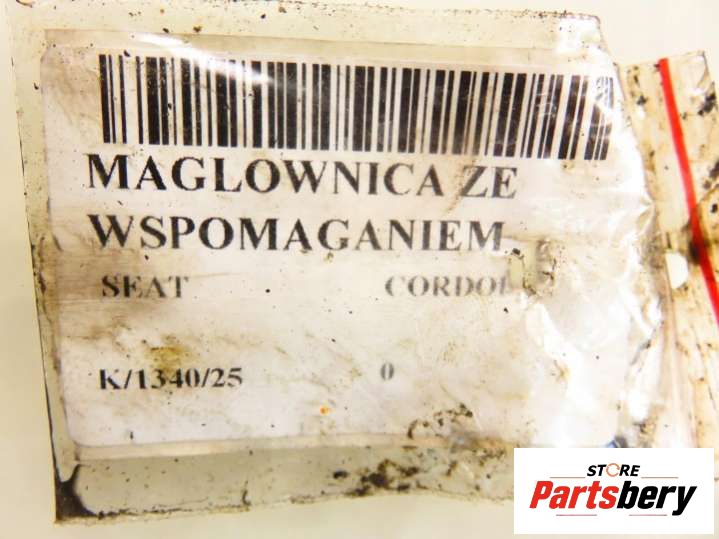 MAGLOWNICA ZE
WSPOMAGANIEM
SEAT
K/1340/25 0
STORE
Partsbery